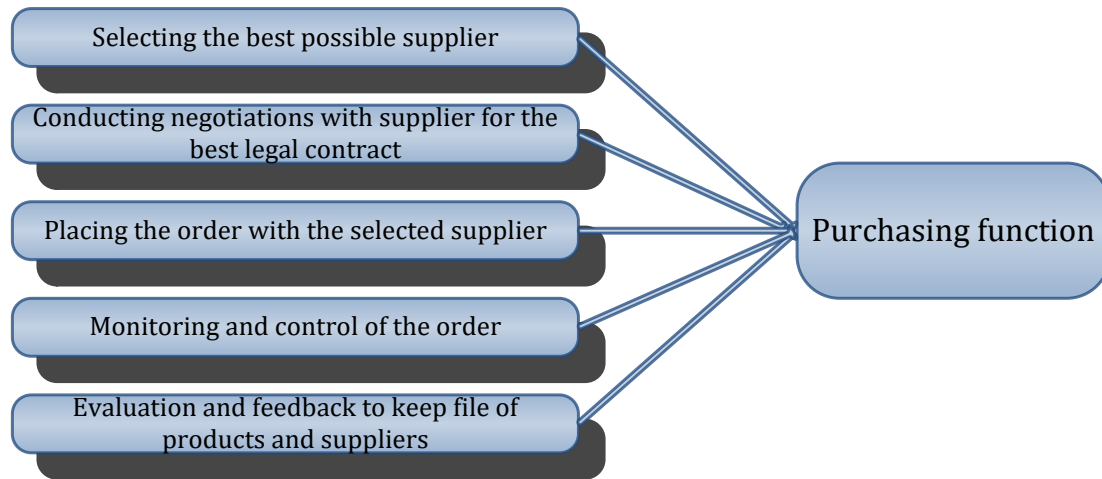 Selecting the best possible supplier
Conducting negotiations with supplier for the
best legal contract
Placing the order with the selected supplier
Purchasing function
Monitoring and control of the order
Evaluation and feedback to keep file of
products and suppliers